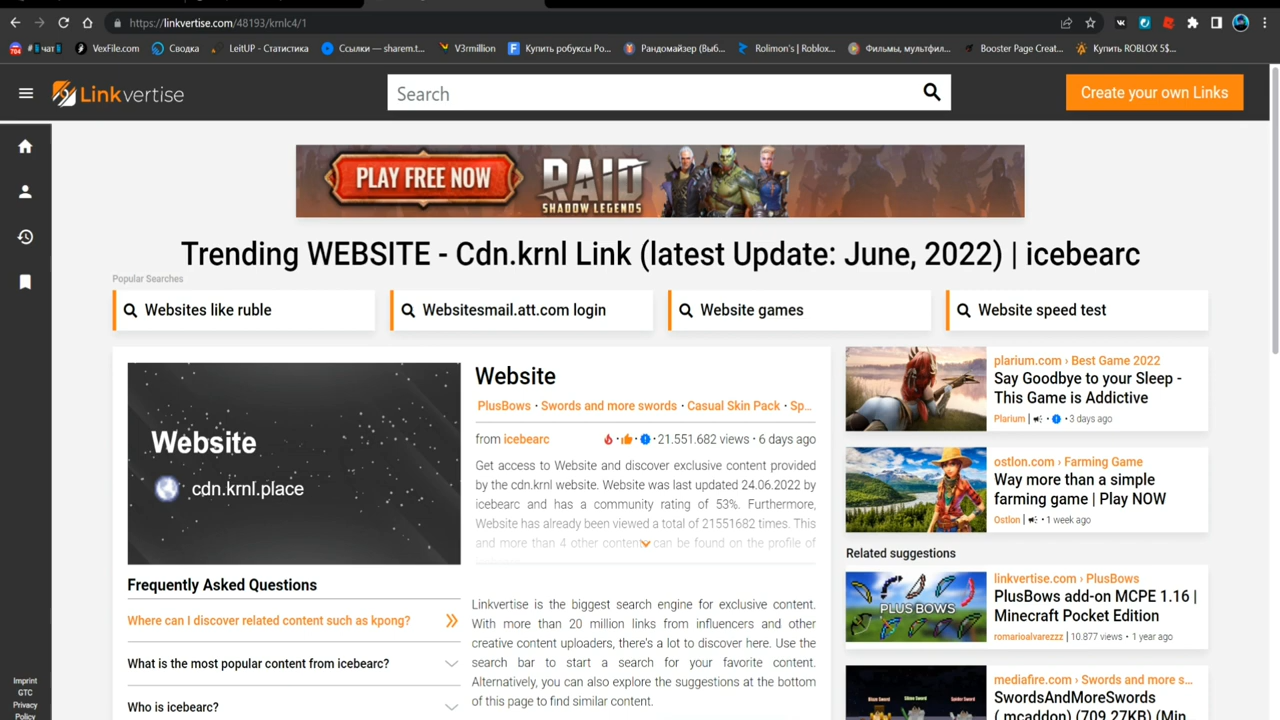 https://linkvertise.com/48193/krnlc4/1
VexFile.com
Сводка
LeitUP - Статистика
Ссылки — sharem.t...
V3rmillion
Купить робуксы Ро...
Рандомайзер (Выб...
Rolimon's | Roblox...
Фильмы, мультфил...
Booster Page Creat...
Купить ROBLOX 5$...
Linkvertise
Search
Create your own Links
PLAY FREE NOW
RAID
SHADOW LEGENDS
Trending WEBSITE - Cdn.krnl Link (latest Update: June, 2022) | icebearc
Popular Searches
Websites like ruble
Websitesmail.att.com login
Website games
Website speed test
Website
cdn.krnl.place
Website
PlusBows · Swords and more swords · Casual Skin Pack · Sp...
from icebearc
21.551.682 views · 6 days ago
Get access to Website and discover exclusive content provided
by the cdn.krnl website. Website was last updated 24.06.2022 by
icebearc and has a community rating of 53%. Furthermore,
Website has already been viewed a total of 21551682 times. This
and more than 4 other content can be found on the profile of
Frequently Asked Questions
Where can I discover related content such as kpong?
What is the most popular content from icebearc?
Who is icebearc?
Linkvertise is the biggest search engine for exclusive content.
With more than 20 million links from influencers and other
creative content uploaders, there's a lot to discover here. Use the
search bar to start a search for your favorite content.
Alternatively, you can also explore the suggestions at the bottom
of this page to find similar content.
plarium.com › Best Game 2022
Say Goodbye to your Sleep -
This Game is Addictive
Plarium | · · 3 days ago
ostlon.com › Farming Game
Way more than a simple
farming game | Play NOW
Ostlon | · 1 week ago
Related suggestions
PLUS BOWS
linkvertise.com › PlusBows
PlusBows add-on MCPE 1.16 |
Minecraft Pocket Edition
romarioalvarezzz | 10.877 views · 1 year ago
mediafire.com › Swords and more s...
SwordsAndMoreSwords
(.mcaddon) (709.27KB) (Min
Imprint
GTC
Privacy
Policy